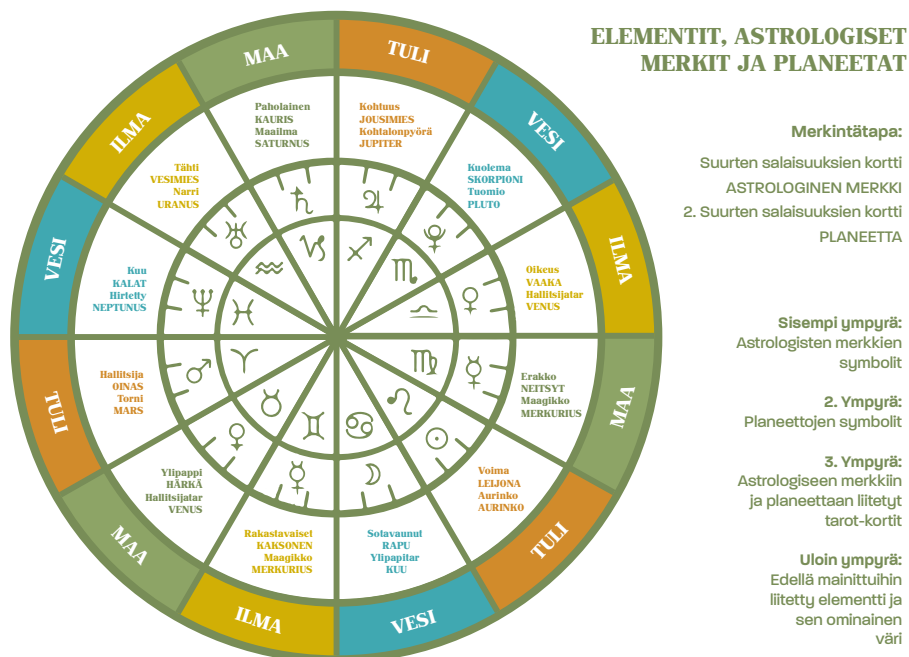 ELEMENTIT, ASTROLOGISET
MERKIT JA PLANEETAT
Merkintätapa:
Suurten salaisuuksien kortti
ASTROLOGINEN MERKKI
2. Suurten salaisuuksien kortti
PLANEETTA
Sisempi ympyrä:
Astrologisten merkkien
symbolit
2. Ympyrä:
Planeettojen symbolit
3. Ympyrä:
Astrologiseen merkkiin
ja planeettaan liitetyt
tarot-kortit
Uloin ympyrä:
Edellä mainittuihin
liitetty elementti ja
sen ominainen
väri
MAA
Paholainen
KAURIS
Maailma
SATURNUS
TULI
Kohtuus
JOUSIMIES
Kohtalonpyörä
JUPITER
VESI
Kuolema
SKORPIONI
Tuomio
PLUTO
ILMA
Oikeus
VAAKA
Hallitsijatar
VENUS
MAA
Erakko
NEITSYT
Maagikko
MERKURIUS
TULI
Voima
LEIJONA
Aurinko
AURINKO
VESI
Sotavaunut
RAPU
Ylipapitar
KUU
ILMA
Rakastavaiset
KAKSONEN
Maagikko
MERKURIUS
MAA
Ylipappi
HÄRKÄ
Hallitsijatar
VENUS
TULI
Hallitsija
OINAS
Torni
MARS
VESI
Kuu
KALAT
Hirtetty
NEPTUNUS
ILMA
Tähti
VESIMIES
Narri
URANUS